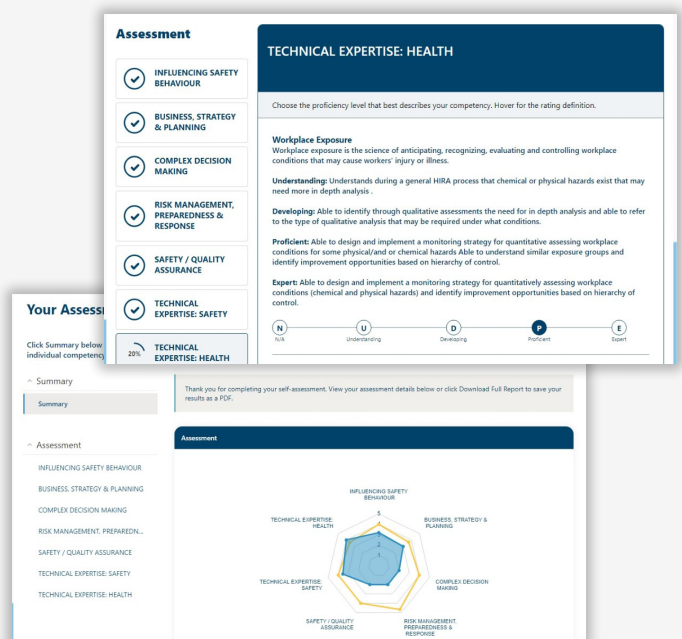 Assessment
INFLUENCING SAFETY
BEHAVIOUR
BUSINESS, STRATEGY
& PLANNING
COMPLEX DECISION
MAKING
RISK MANAGEMENT,
PREPAREDNESS &
RESPONSE
SAFETY / QUALITY
ASSURANCE
TECHNICAL
EXPERTISE: SAFETY
20%
TECHNICAL
EXPERTISE: HEALTH
TECHNICAL EXPERTISE: HEALTH
Choose the proficiency level that best describes your competency. Hover for the rating definition.
Workplace Exposure
Workplace exposure is the science of anticipating, recognizing, evaluating and controlling workplace
conditions that may cause workers' injury or illness.
Understanding: Understands during a general HIRA process that chemical or physical hazards exist that may
need more in depth analysis .
Developing: Able to identify through qualitative assessments the need for in depth analysis and able to refer
to the type of qualitative analysis that may be required under what conditions.
Proficient: Able to design and implement a monitoring strategy for quantitative assessing workplace
conditions for some physical/and or chemical hazards Able to understand similar exposure groups and
identify improvement opportunities based on hierarchy of control.
Expert: Able to design and implement a monitoring strategy for quantitatively assessing workplace
conditions (chemical and physical hazards) and identify improvement opportunities based on hierarchy of
control.
N U D P E
N/A Understanding Developing Proficient Expert
Your Assess
Click Summary below
individual competency
Summary
Summary
Assessment
INFLUENCING SAFETY BEHAVIOUR
BUSINESS, STRATEGY & PLANNING
COMPLEX DECISION MAKING
RISK MANAGEMENT, PREPAREDN...
SAFETY / QUALITY ASSURANCE
TECHNICAL EXPERTISE: SAFETY
TECHNICAL EXPERTISE: HEALTH
Thank you for completing your self-assessment. View your assessment details below or click Download Full Report to save your
results as a PDF.
Assessment
INFLUENCING SAFETY
BEHAVIOUR
5
2
1
TECHNICAL EXPERTISE:
HEALTH
BUSINESS, STRATEGY &
PLANNING
TECHNICAL EXPERTISE:
SAFETY
COMPLEX DECISION
MAKING
SAFETY / QUALITY
ASSURANCE
RISK MANAGEMENT,
PREPAREDNESS &
RESPONSE